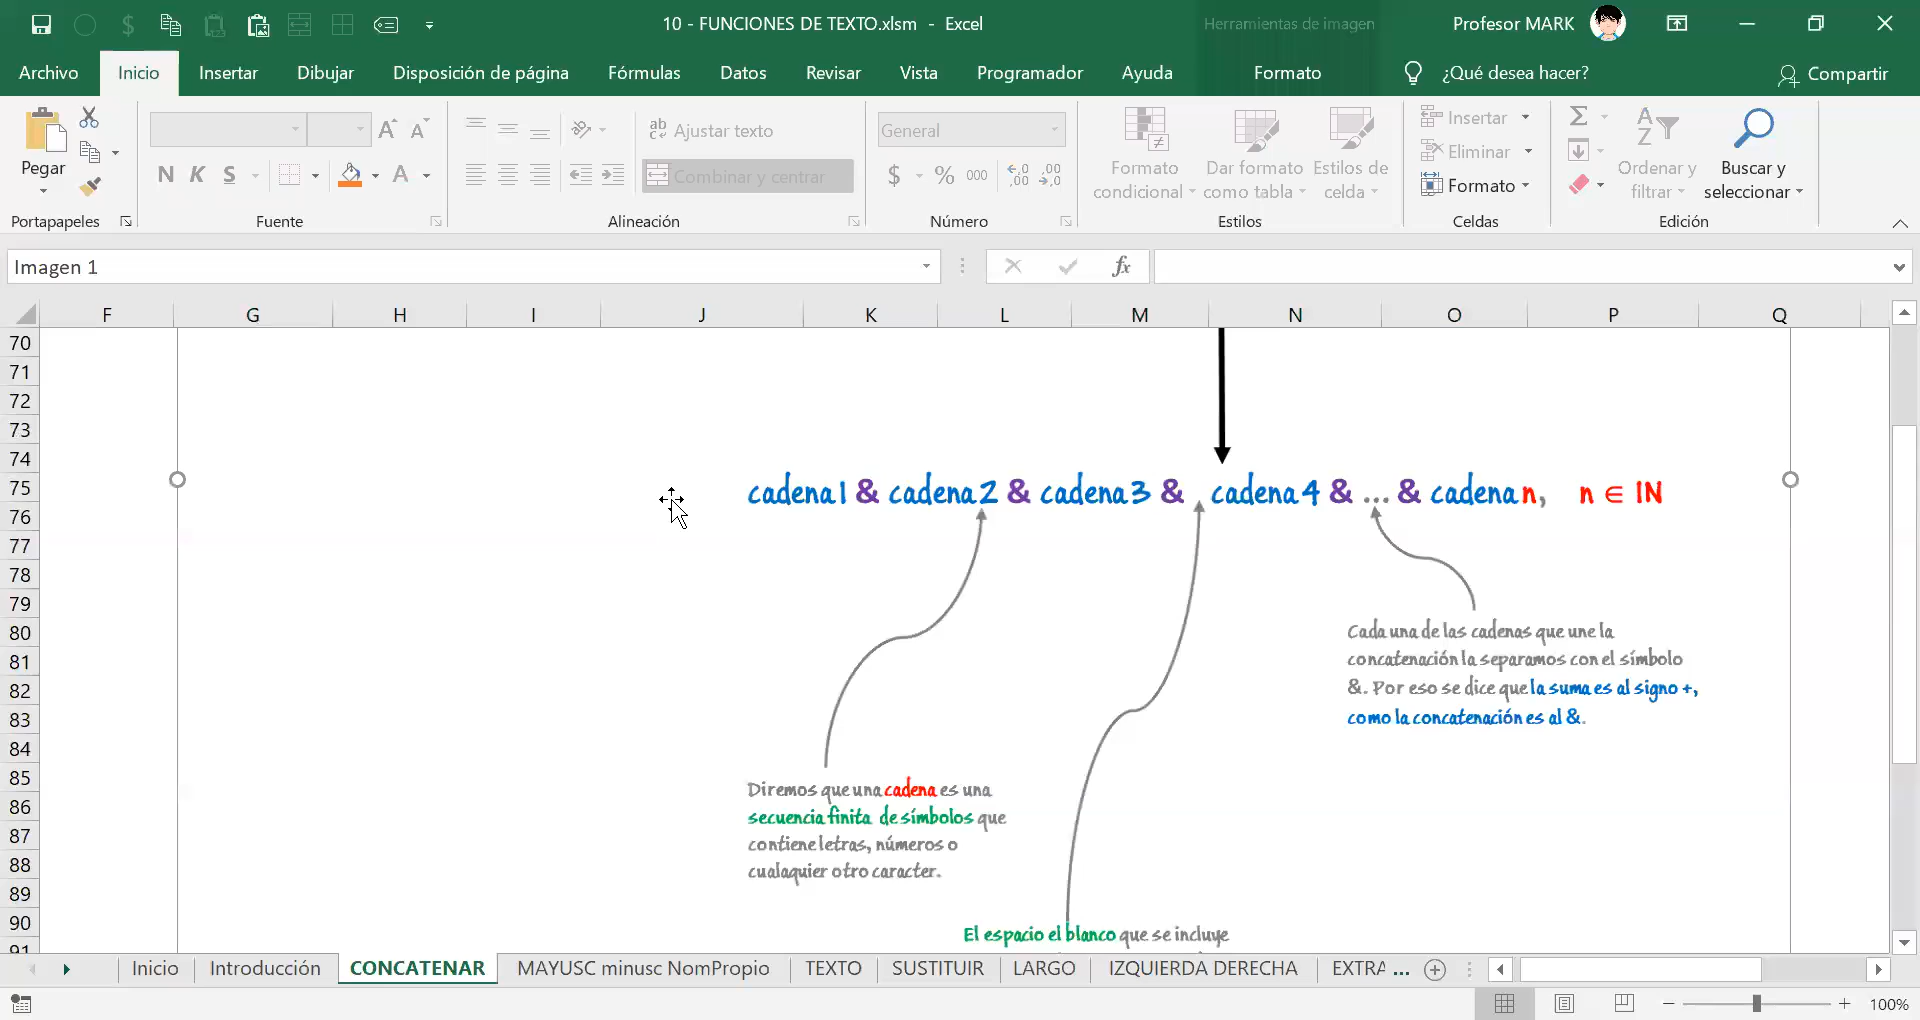 10 - FUNCIONES DE TEXTO.xlsm - Excel
Herramientas de imagen
Profesor MARK
Archivo Inicio Insertar Dibujar Disposición de página Fórmulas Datos Revisar Vista Programador Ayuda Formato ¿Qué desea hacer? Compartir
Pegar
Portapapeles
N K S
Fuente
Ajustar texto
Combinar y centrar
Alineación
General
$ % 000
Número
Formato condicional
Dar formato como tabla
Estilos de celda
Estilos
Insertar
Eliminar
Formato
Celdas
Ordenar y filtrar
Buscar y seleccionar
Edición
Imagen 1
fx
F G H I J K L M N O P Q
70
71
72
73
74
75
76
77
78
79
80
81
82
83
84
85
86
87
88
89
90
91
cadena1 & cadena2 & cadena3 & cadena4 & ... & cadenan, n ∈ IN
Cada una de las cadenas que une la
concatenación la separamos con el símbolo
&. Por eso se dice que la suma es al signo +,
como la concatenación es al &.
Diremos que una cadena es una
secuencia finita de símbolos que
contiene letras, números o
cualquier otro caracter.
El espacio el blanco que se incluye
Inicio Introducción CONCATENAR MAYUSC minusc NomPropio TEXTO SUSTITUIR LARGO IZQUIERDA DERECHA EXTRA ...
100%